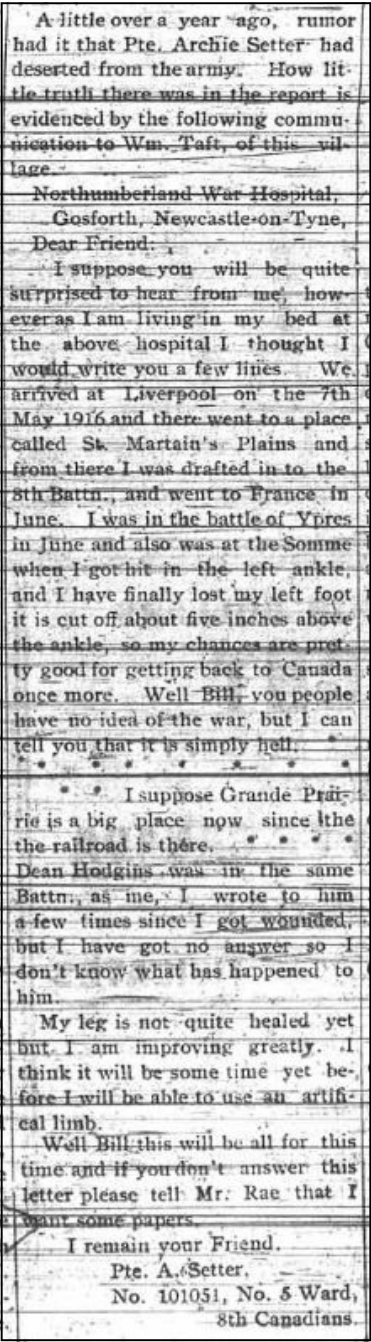 A little over a year ago, rumor
had it that Pte. Archie Setter had
deserted from the army. How lit-
tle truth there was in the report is
evidenced by the following commu-
nication to Wm. Taft, of this vil-
lage.
Northumberland War Hospital,
Gosforth, Newcastle-on-Tyne,
Dear Friend:
I suppose you will be quite
surprised to hear from me, how-
ever as I am living in my bed at
the above hospital I thought I
would write you a few lines. We
arrived at Liverpool on the 7th
May 1916 and there went to a place
called St. Martain's Plains and
from there I was drafted in to the
8th Battn., and went to France in
June. I was in the battle of Ypres
in June and also was at the Somme
when I got hit in the left ankle,
and I have finally lost my left foot
it is cut off about five inches above
the ankle, so my chances are pret-
ty good for getting back to Canada
once more. Well Bill, you people
have no idea of the war, but I can
tell you that it is simply hell.
* * * * * * *
* * I suppose Grande Prai-
rie is a big place now since the
the railroad is there. * * * *
Dean Hodgins was in the same
Battn., as me, I wrote to him
a few times since I got wounded,
but I have got no answer so I
don't know what has happened to
him.
My leg is not quite healed yet
but I am improving greatly. I
think it will be some time yet be-
fore I will be able to use an artifi-
cal limb.
Well Bill this will be all for this
time and if you don't answer this
letter please tell Mr. Rae that I
want some papers.
I remain your Friend.
Pte. A. Setter,
No. 101051, No. 5 Ward,
8th Canadians.